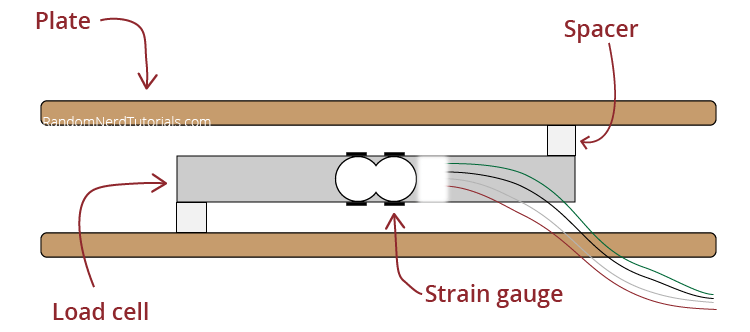 Plate
Spacer
RandomNerdTutorials.com
Strain gauge
Load cell